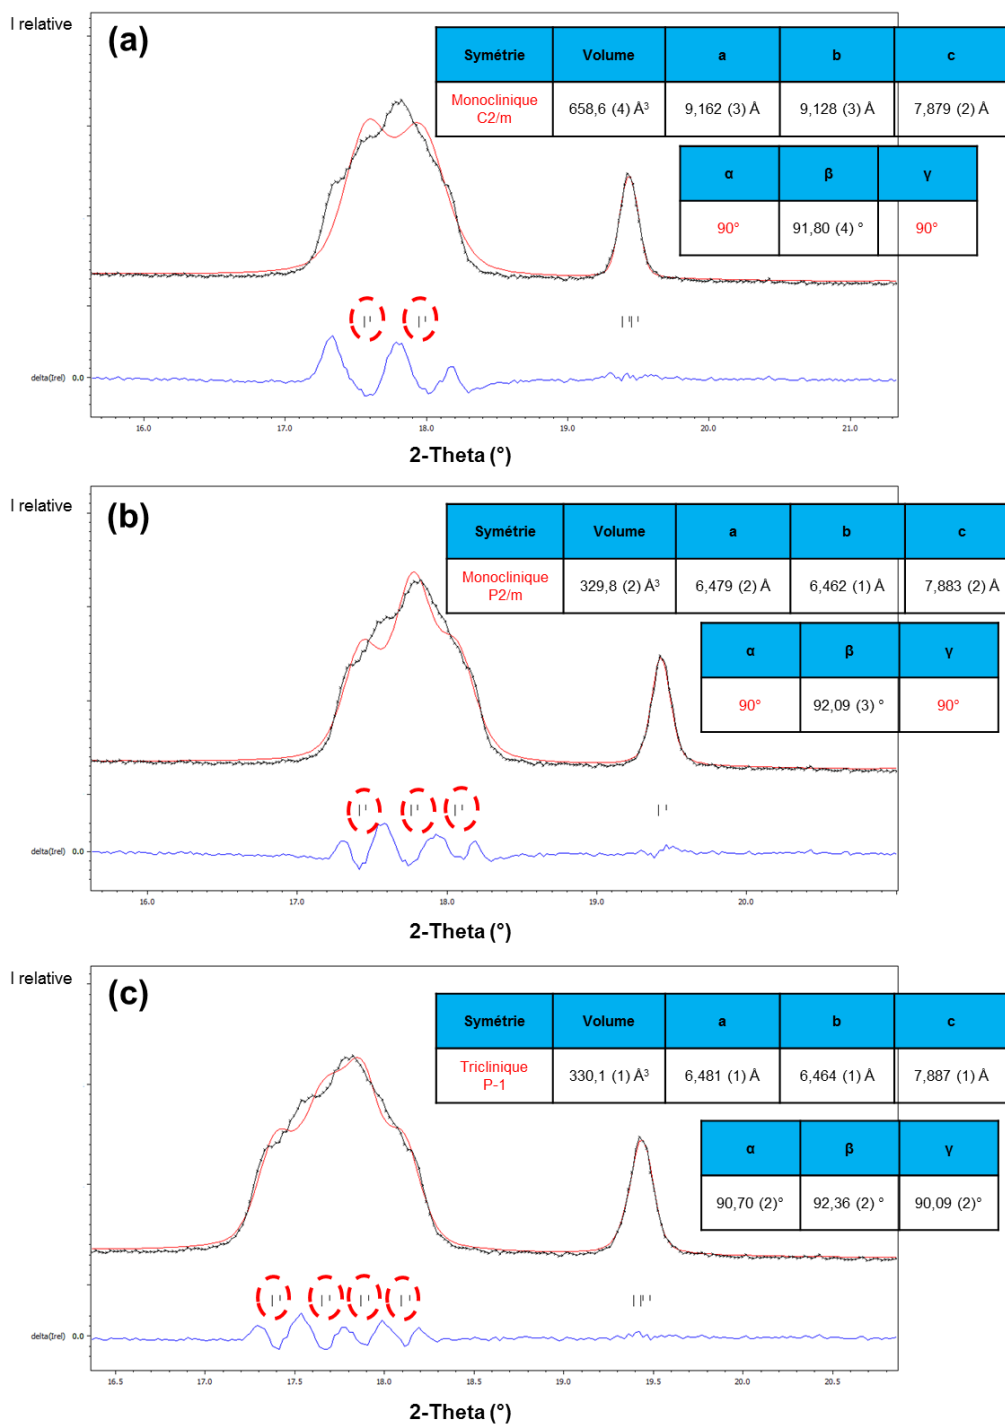 I relative
(a)
Symétrie Volume a b c
Monoclinique C2/m 658,6 (4) Å³ 9,162 (3) Å 9,128 (3) Å 7,879 (2) Å
α β γ
90° 91,80 (4) ° 90°
delta(Irel) 0.0
16.0 17.0 18.0 19.0 20.0 21.0
2-Theta (°)
I relative
(b)
Symétrie Volume a b c
Monoclinique P2/m 329,8 (2) Å³ 6,479 (2) Å 6,462 (1) Å 7,883 (2) Å
α β γ
90° 92,09 (3) ° 90°
delta(Irel) 0.0
16.0 17.0 18.0 19.0 20.0
2-Theta (°)
I relative
(c)
Symétrie Volume a b c
Triclinique P-1 330,1 (1) Å³ 6,481 (1) Å 6,464 (1) Å 7,887 (1) Å
α β γ
90,70 (2)° 92,36 (2) ° 90,09 (2)°
delta(Irel) 0.0
16.5 17.0 17.5 18.0 18.5 19.0 19.5 20.0 20.5
2-Theta (°)